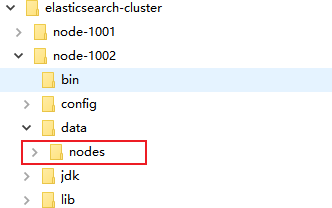 elasticsearch-cluster
node-1001
node-1002
bin
config
data
nodes
jdk
lib